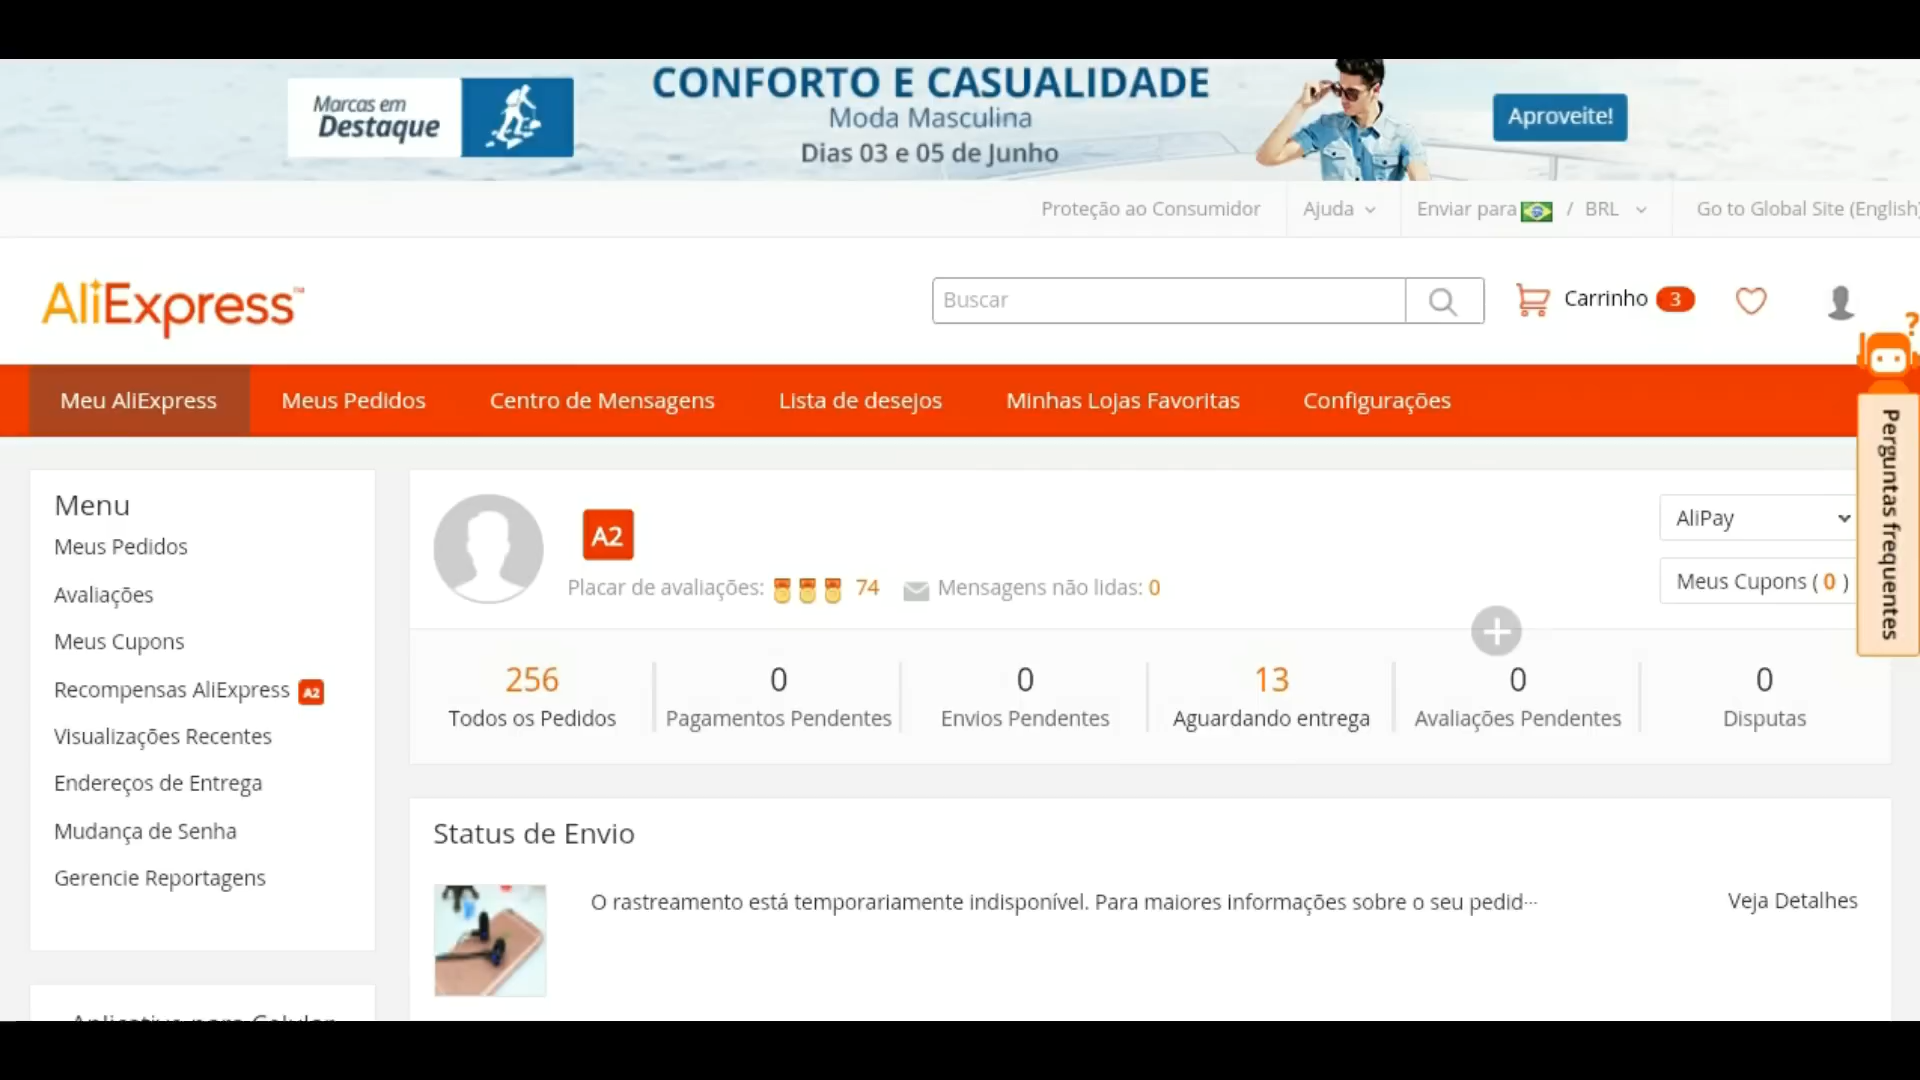 Marcas em
Destaque
CONFORTO E CASUALIDADE
Moda Masculina
Dias 03 e 05 de Junho
Aproveite!
Proteção ao Consumidor
Ajuda
Enviar para / BRL
Go to Global Site (English)
AliExpress™
Buscar
Carrinho 3
?
Meu AliExpress
Meus Pedidos
Centro de Mensagens
Lista de desejos
Minhas Lojas Favoritas
Configurações
Perguntas frequentes
Menu
Meus Pedidos
Avaliações
Meus Cupons
Recompensas AliExpress A2
Visualizações Recentes
Endereços de Entrega
Mudança de Senha
Gerencie Reportagens
Aplicativo para Celular
A2
Placar de avaliações: 74
Mensagens não lidas: 0
AliPay
Meus Cupons ( 0 )
256
Todos os Pedidos
0
Pagamentos Pendentes
0
Envios Pendentes
13
Aguardando entrega
0
Avaliações Pendentes
0
Disputas
Status de Envio
O rastreamento está temporariamente indisponível. Para maiores informações sobre o seu pedid...
Veja Detalhes